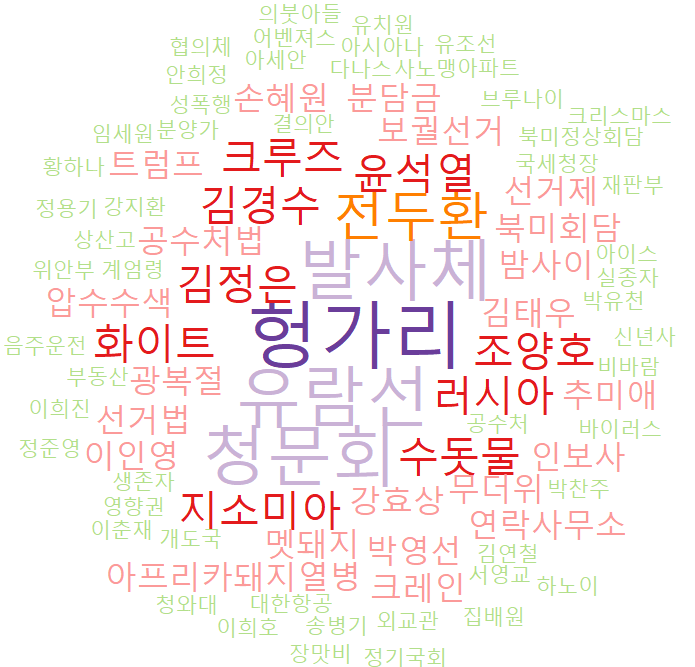 의붓아들
어벤져스 유치원
협의체 아세안 아시아나 유조선
안희정 다나스 사노맹 아파트
성폭행 손혜원 분담금 브루나이
임세원 분양가 결의안 보궐선거 크리스마스
북미정상회담
황하나 트럼프 크루즈 윤석열 국세청장
정용기 강지환 김경수 전두환 선거제 재판부
상산고 공수처법 북미회담
위안부 계엄령 김정은 발사체 밤사이 아이스
실종자
압수수색 헝가리 김태우 박유천
음주운전 화이트 조양호 신년사
부동산 광복절 유람선 러시아 추미애 비바람
이희진 선거법 공수처 바이러스
정준영 이인영 청문회 수돗물 인보사
생존자 지소미아 강효상 무더위 박찬주
영향권
이춘재 개도국 멧돼지 박영선 연락사무소
김연철
아프리카돼지열병 크레인 서영교 하노이
청와대 대한항공
이희호 송병기 외교관 집배원
장맛비 정기국회